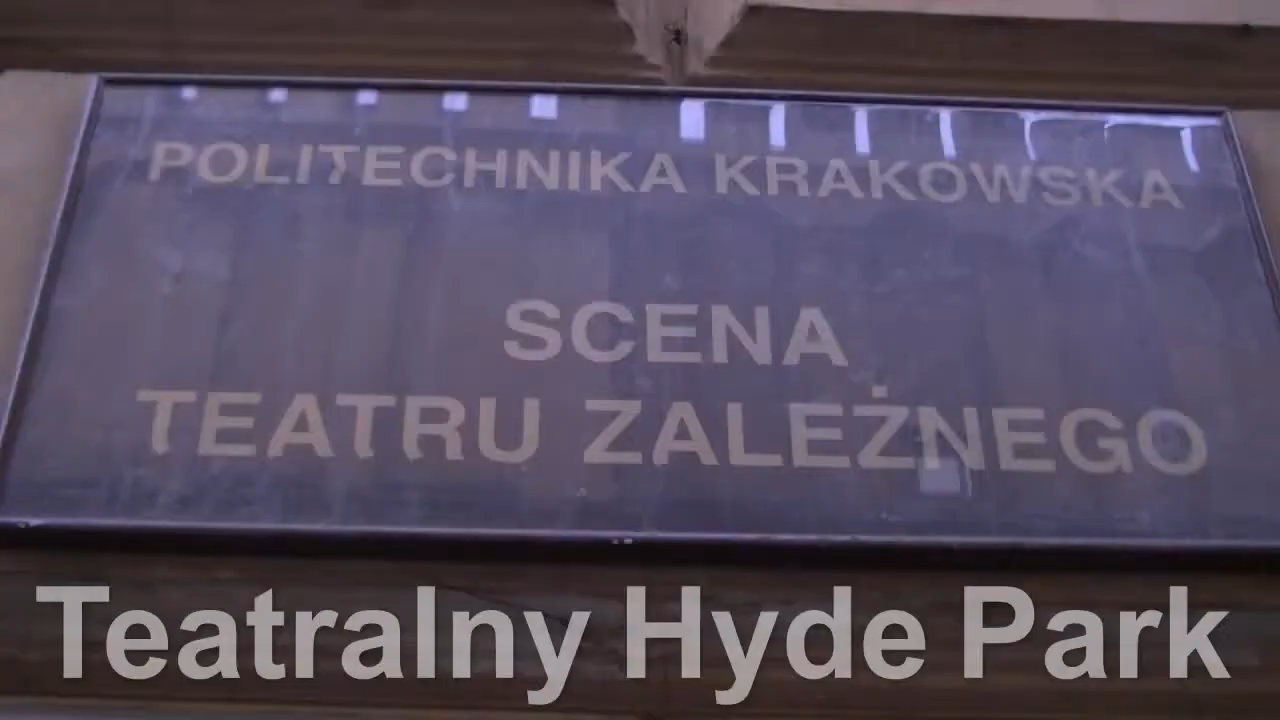 POLITECHNIKA KRAKOWSKA
SCENA
TEATRU ZALEŻNEGO
Teatralny Hyde Park